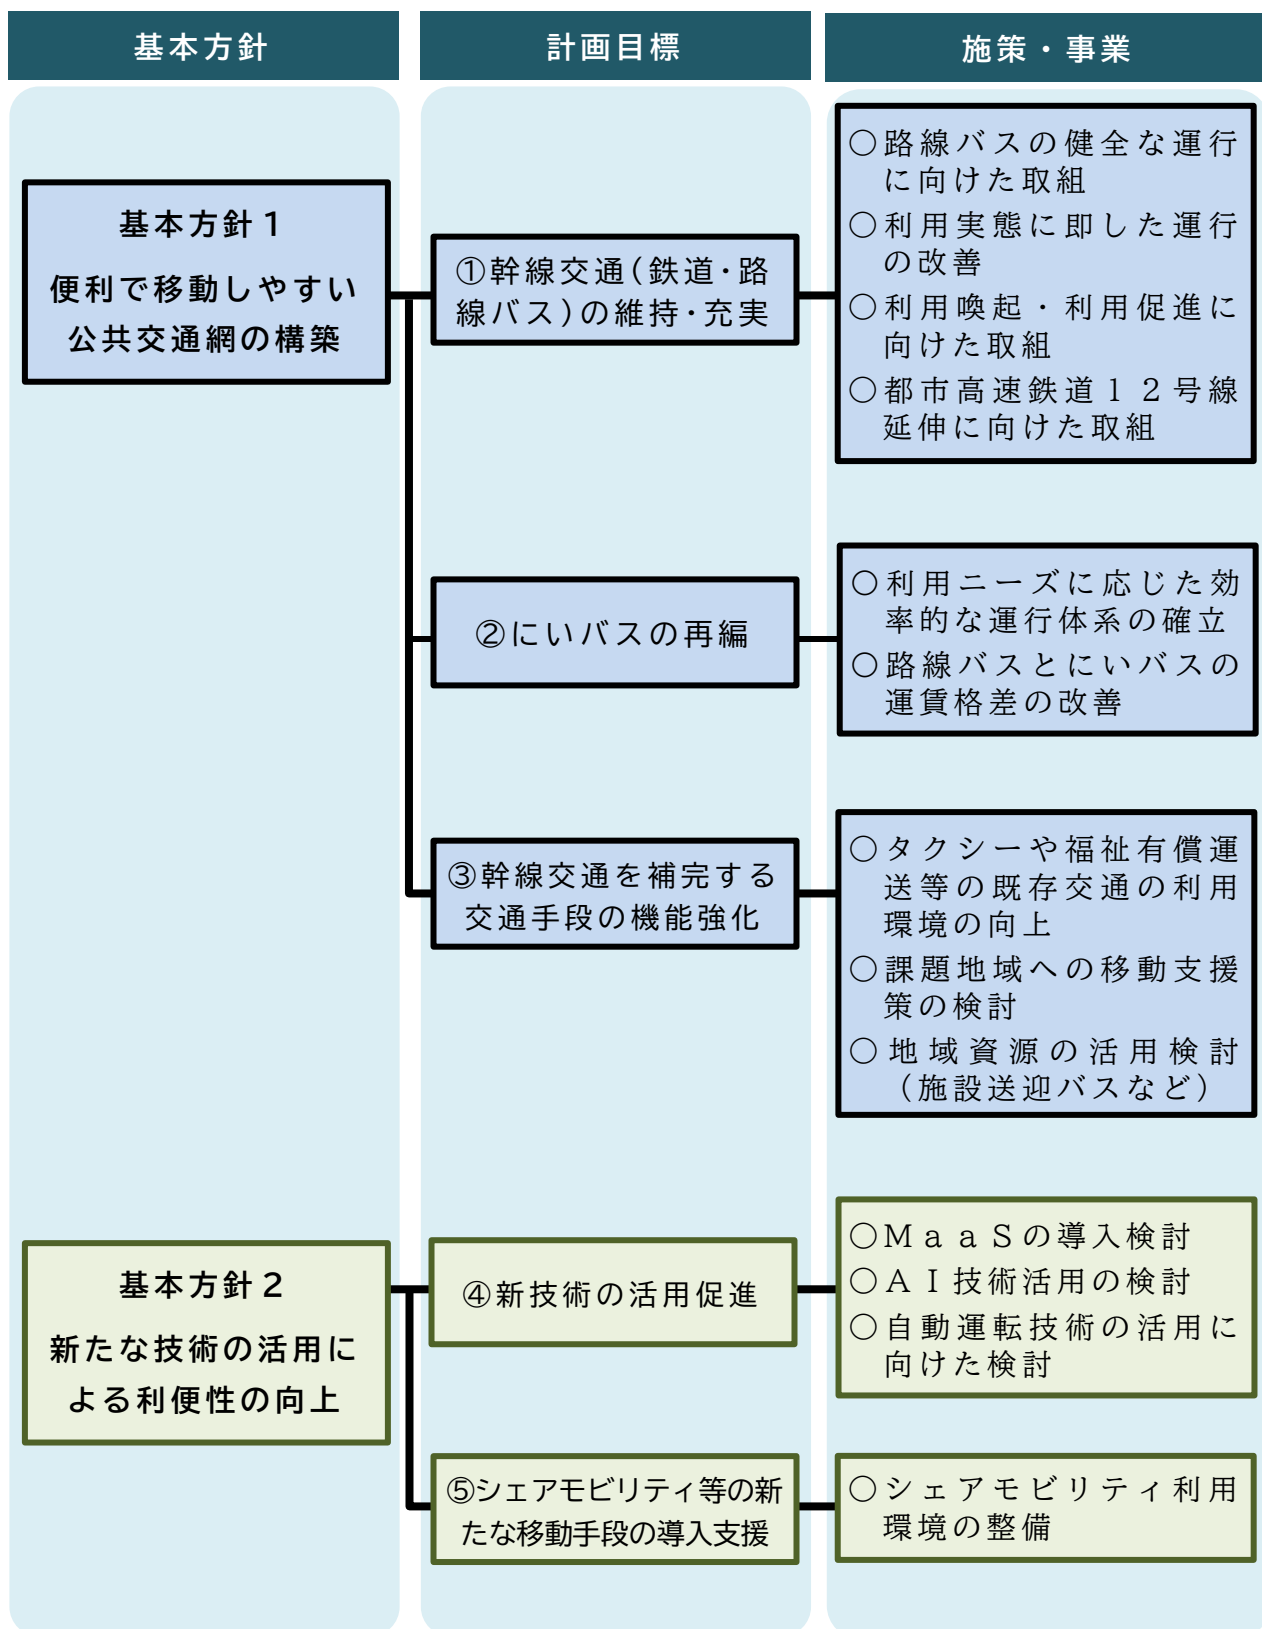 基本方針
計画目標
施策・事業
基本方針１
便利で移動しやすい
公共交通網の構築
①幹線交通(鉄道・路
線バス)の維持・充実
○路線バスの健全な運行
に向けた取組
○利用実態に即した運行
の改善
○利用喚起・利用促進に
向けた取組
○都市高速鉄道１２号線
延伸に向けた取組
②にいバスの再編
○利用ニーズに応じた効
率的な運行体系の確立
○路線バスとにいバスの
運賃格差の改善
③幹線交通を補完する
交通手段の機能強化
○タクシーや福祉有償運
送等の既存交通の利用
環境の向上
○課題地域への移動支援
策の検討
○地域資源の活用検討
（施設送迎バスなど）
基本方針２
新たな技術の活用に
よる利便性の向上
④新技術の活用促進
○ＭａａＳの導入検討
○ＡＩ技術活用の検討
○自動運転技術の活用に
向けた検討
⑤シェアモビリティ等の新
たな移動手段の導入支援
○シェアモビリティ利用
環境の整備